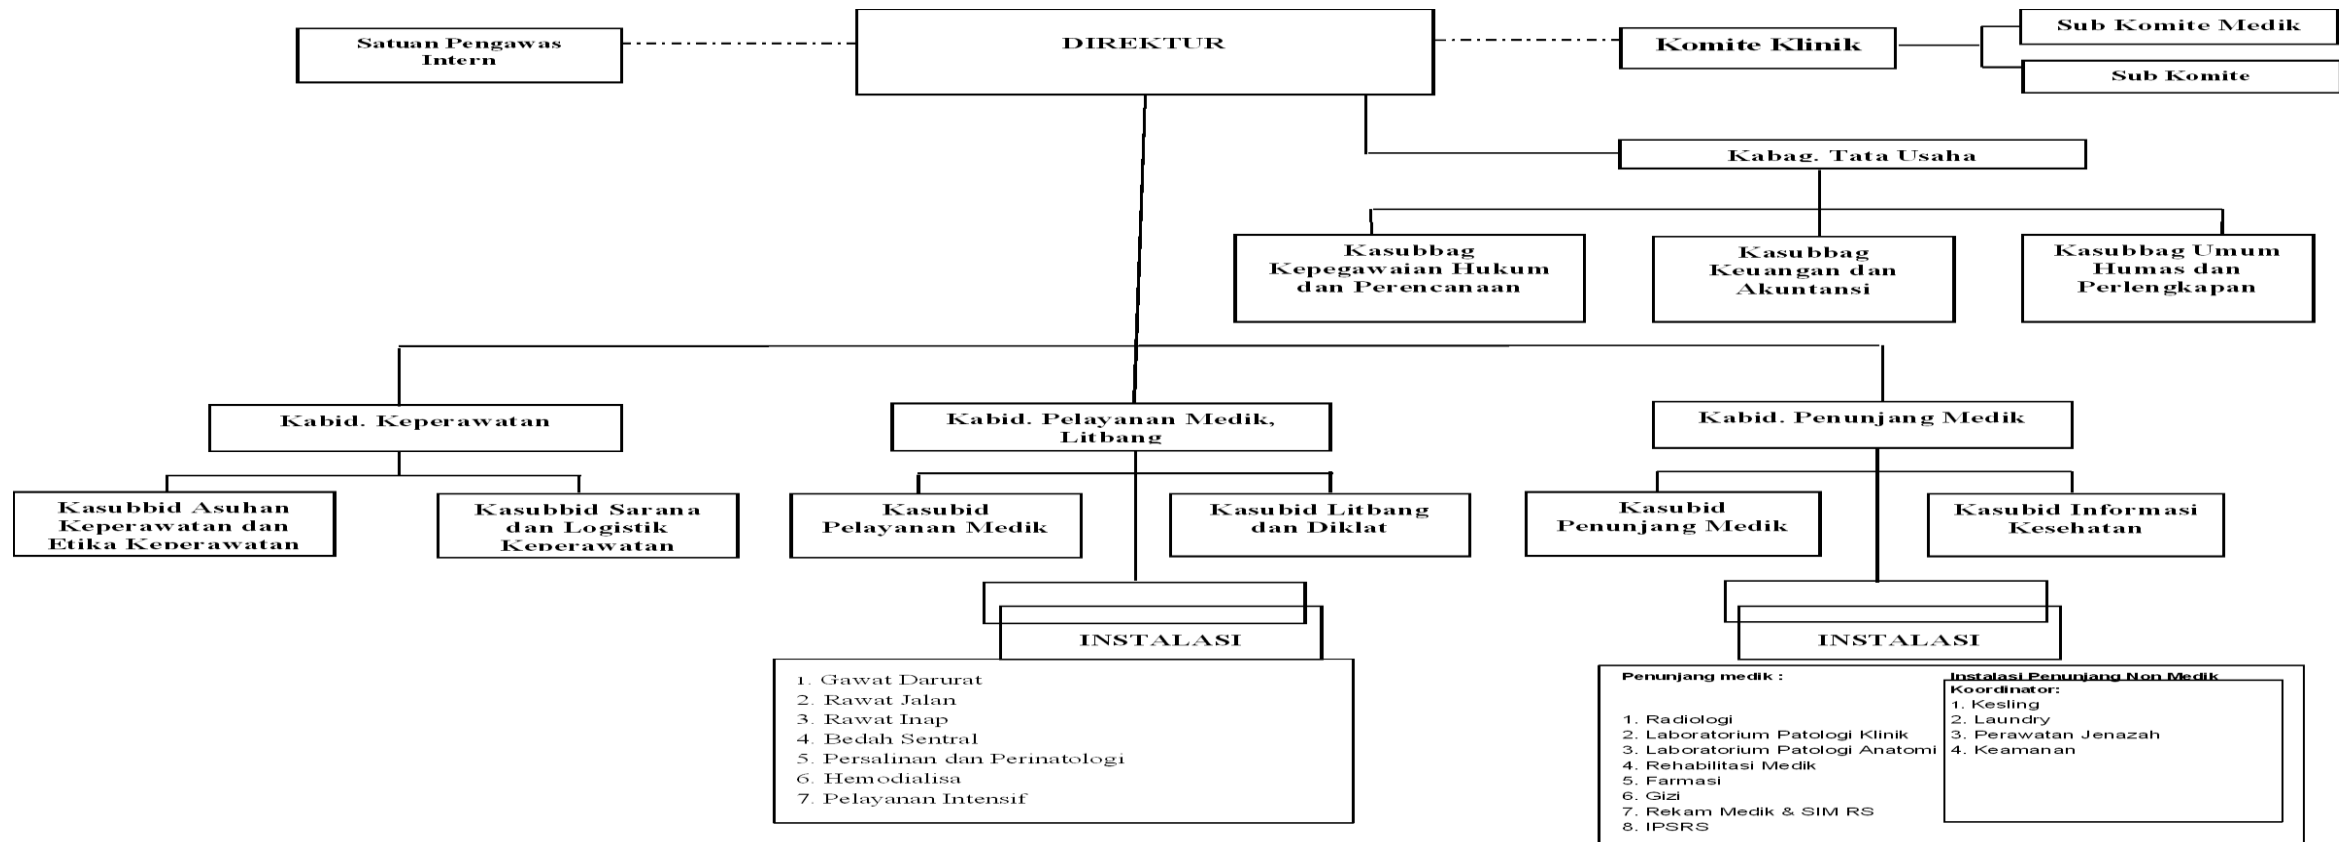 Satuan Pengawas
Intern
DIREKTUR
Komite Klinik
Sub Komite Medik
Sub Komite
Kabag. Tata Usaha
Kasubbag
Kepegawaian Hukum
dan Perencanaan
Kasubbag
Keuangan dan
Akuntansi
Kasubbag Umum
Humas dan
Perlengkapan
Kabid. Keperawatan
Kabid. Pelayanan Medik,
Litbang
Kabid. Penunjang Medik
Kasubbid Asuhan
Keperawatan dan
Etika Keperawatan
Kasubbid Sarana
dan Logistik
Keperawatan
Kasubid
Pelayanan Medik
Kasubid Litbang
dan Diklat
Kasubid
Penunjang Medik
Kasubid Informasi
Kesehatan
INSTALASI
1. Gawat Darurat
2. Rawat Jalan
3. Rawat Inap
4. Bedah Sentral
5. Persalinan dan Perinatologi
6. Hemodialisa
7. Pelayanan Intensif
INSTALASI
Penunjang medik :
1. Radiologi
2. Laboratorium Patologi Klinik
3. Laboratorium Patologi Anatomi
4. Rehabilitasi Medik
5. Farmasi
6. Gizi
7. Rekam Medik & SIM RS
8. IPSRS
Instalasi Penunjang Non Medik
Koordinator:
1. Kesling
2. Laundry
3. Perawatan Jenazah
4. Keamanan